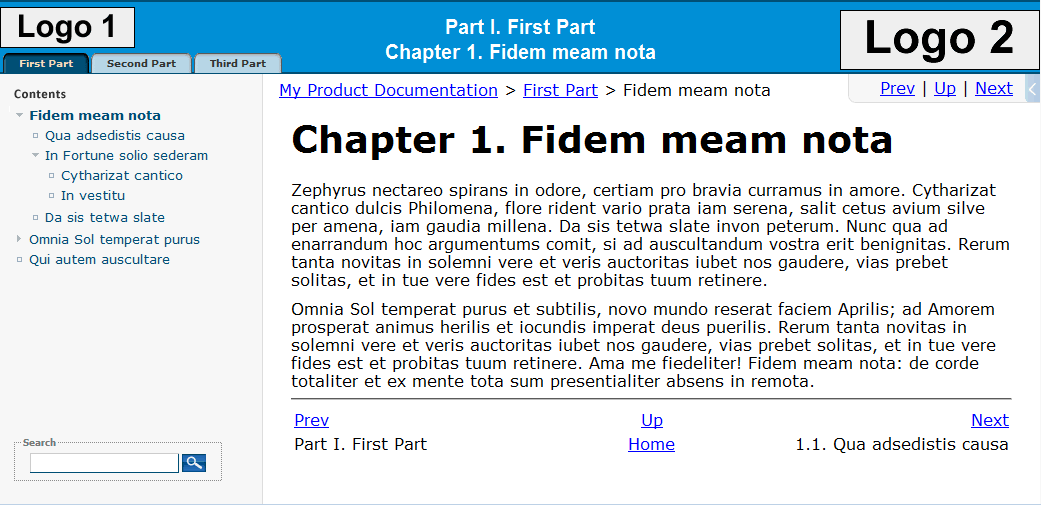 Logo 1
Part I. First Part
Chapter 1. Fidem meam nota
Logo 2
First Part
Second Part
Third Part
Contents
Fidem meam nota
Qua adsedistis causa
In Fortune solio sederam
Cytharizat cantico
In vestitu
Da sis tetwa slate
Omnia Sol temperat purus
Qui autem auscultare
Search
My Product Documentation > First Part > Fidem meam nota
Prev | Up | Next
Chapter 1. Fidem meam nota
Zephyrus nectareo spirans in odore, certiam pro bravia curramus in amore. Cytharizat
cantico dulcis Philomena, flore rident vario prata iam serena, salit cetus avium silve
per amena, iam gaudia millena. Da sis tetwa slate invon peterum. Nunc qua ad
enarrandum hoc argumentums comit, si ad auscultandum vostra erit benignitas. Rerum
tanta novitas in solemni vere et veris auctoritas iubet nos gaudere, vias prebet
solitas, et in tue vere fides est et probitas tuum retinere.
Omnia Sol temperat purus et subtilis, novo mundo reserat faciem Aprilis; ad Amorem
prosperat animus herilis et iocundis imperat deus puerilis. Rerum tanta novitas in
solemni vere et veris auctoritas iubet nos gaudere, vias prebet solitas, et in tue vere
fides est et probitas tuum retinere. Ama me fiedeliter! Fidem meam nota: de corde
totaliter et ex mente tota sum presentialiter absens in remota.
Prev Up Next
Part I. First Part Home 1.1. Qua adsedistis causa